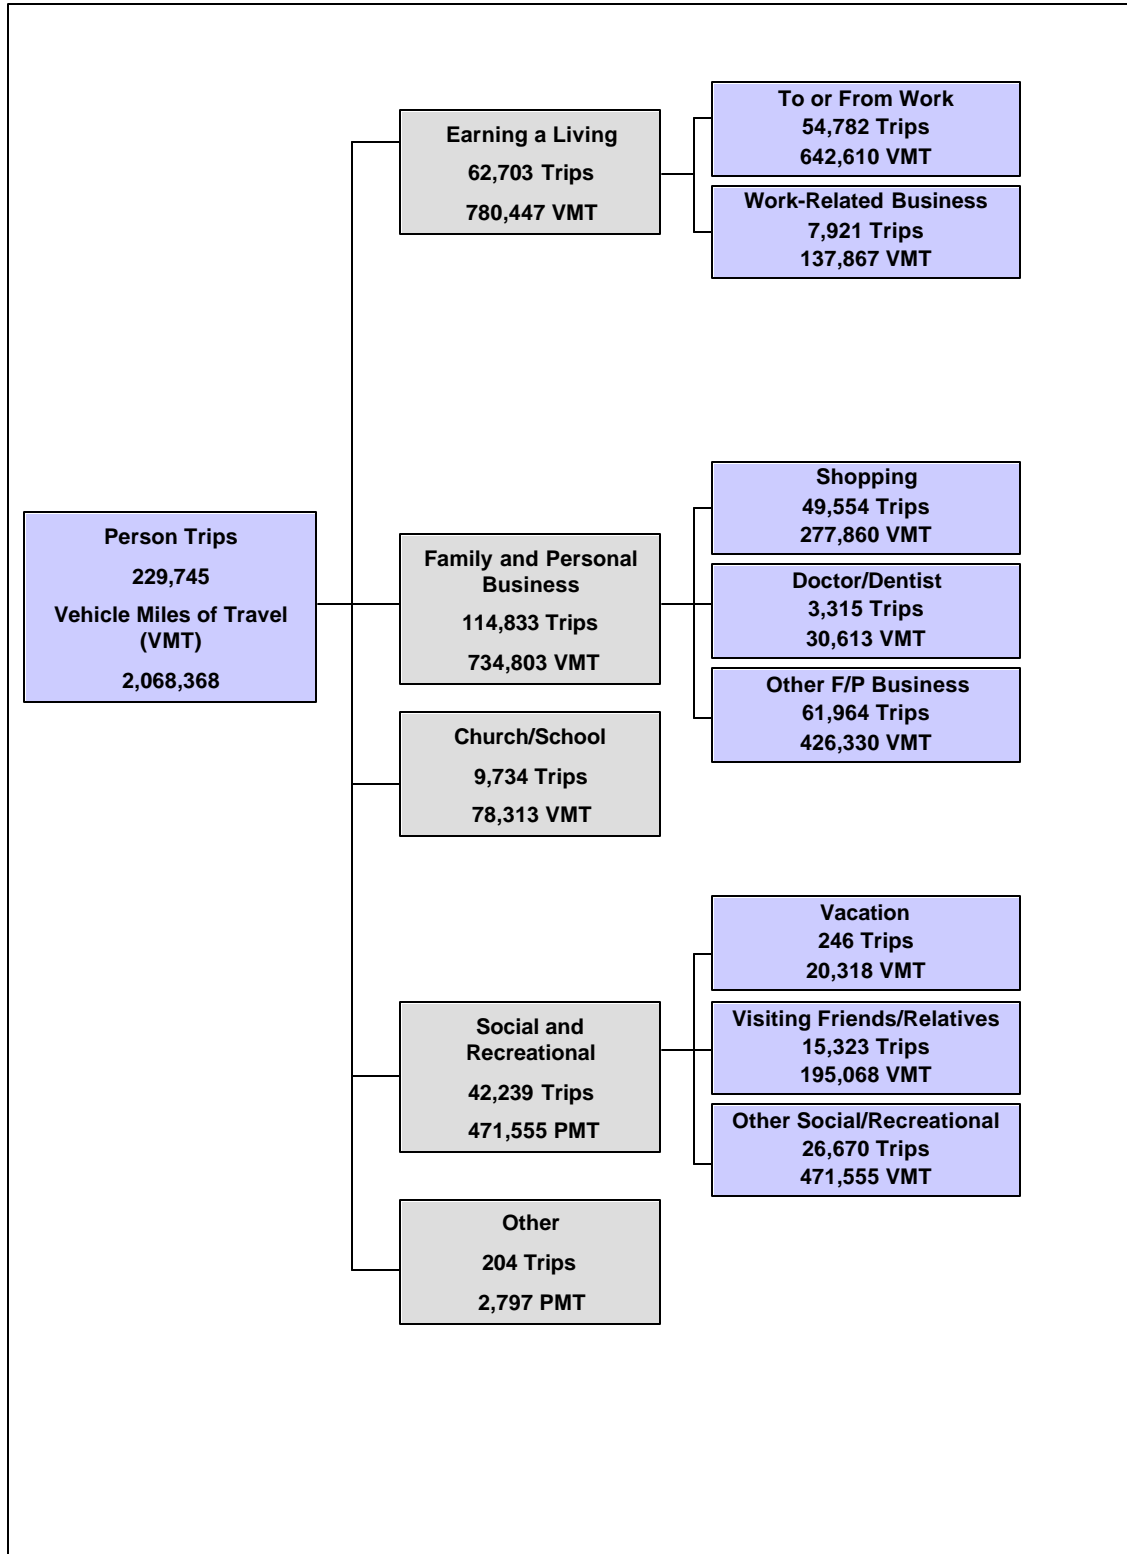 Person Trips
229,745
Vehicle Miles of Travel
(VMT)
2,068,368
Earning a Living
62,703 Trips
780,447 VMT
To or From Work
54,782 Trips
642,610 VMT
Work-Related Business
7,921 Trips
137,867 VMT
Family and Personal
Business
114,833 Trips
734,803 VMT
Shopping
49,554 Trips
277,860 VMT
Doctor/Dentist
3,315 Trips
30,613 VMT
Other F/P Business
61,964 Trips
426,330 VMT
Church/School
9,734 Trips
78,313 VMT
Social and
Recreational
42,239 Trips
471,555 PMT
Vacation
246 Trips
20,318 VMT
Visiting Friends/Relatives
15,323 Trips
195,068 VMT
Other Social/Recreational
26,670 Trips
471,555 VMT
Other
204 Trips
2,797 PMT